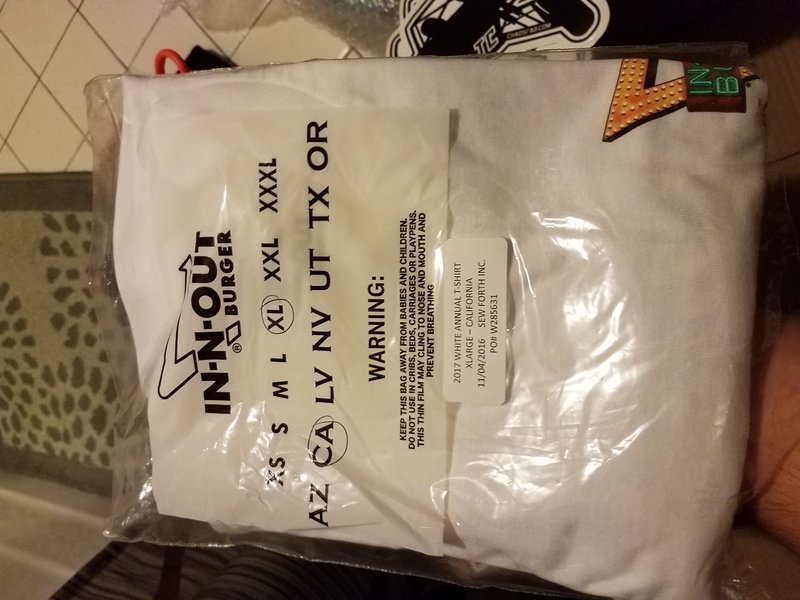 IN-N-OUT
BURGER
®
XS S M L XL XXL XXXL
AZ CA LV NV UT TX OR
WARNING:
KEEP THIS BAG AWAY FROM BABIES AND CHILDREN.
DO NOT USE IN CRIBS, BEDS, CARRIAGES OR PLAYPENS.
THIS THIN FILM MAY CLING TO NOSE AND MOUTH AND
PREVENT BREATHING
2017 WHITE ANNUAL T-SHIRT
XLARGE – CALIFORNIA
11/04/2016 SEW FORTH INC.
PO# W285631
IN
BU
TC